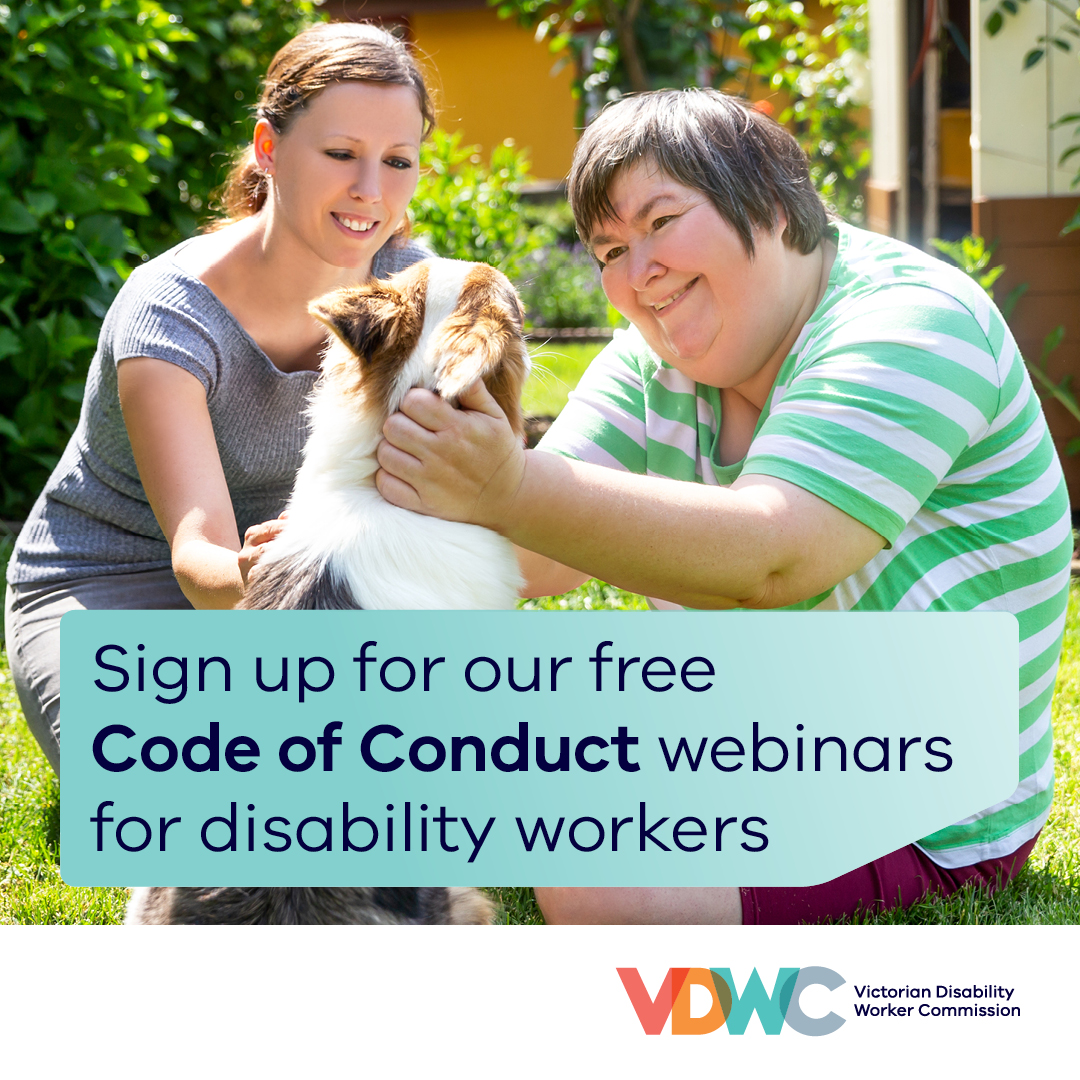 Sign up for our free
Code of Conduct webinars
for disability workers
VDWC
Victorian Disability
Worker Commission